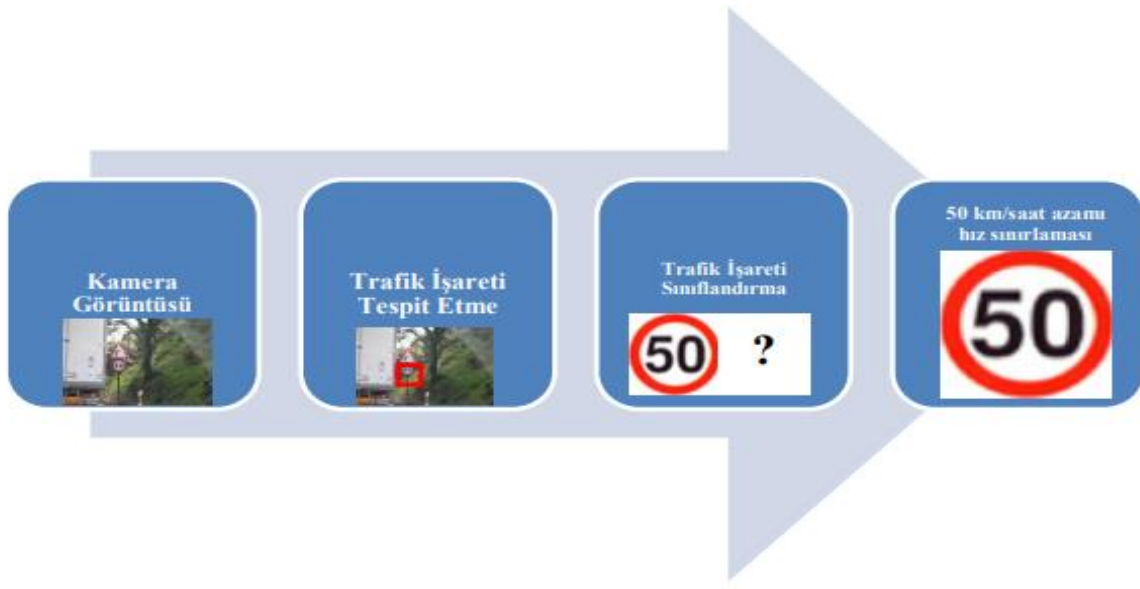 Kamera
Görüntüsü
Trafik İşareti
Tespit Etme
Trafik İşareti
Sınıflandırma
50 ?
50 km/saat azami
hız sınırlaması
50